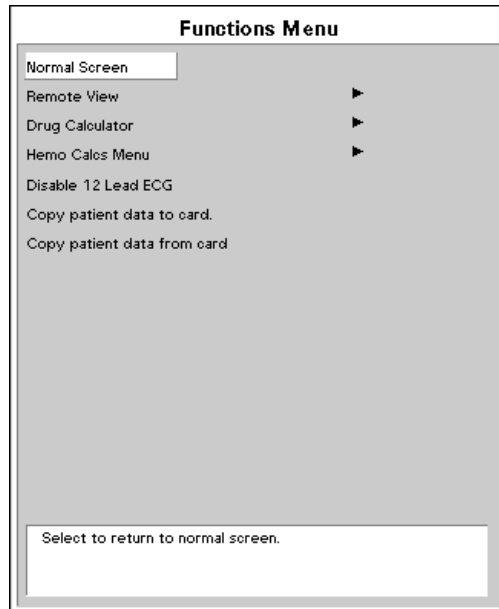 Functions Menu
Normal Screen
Remote View
Drug Calculator
Hemo Calcs Menu
Disable 12 Lead ECG
Copy patient data to card.
Copy patient data from card
Select to return to normal screen.